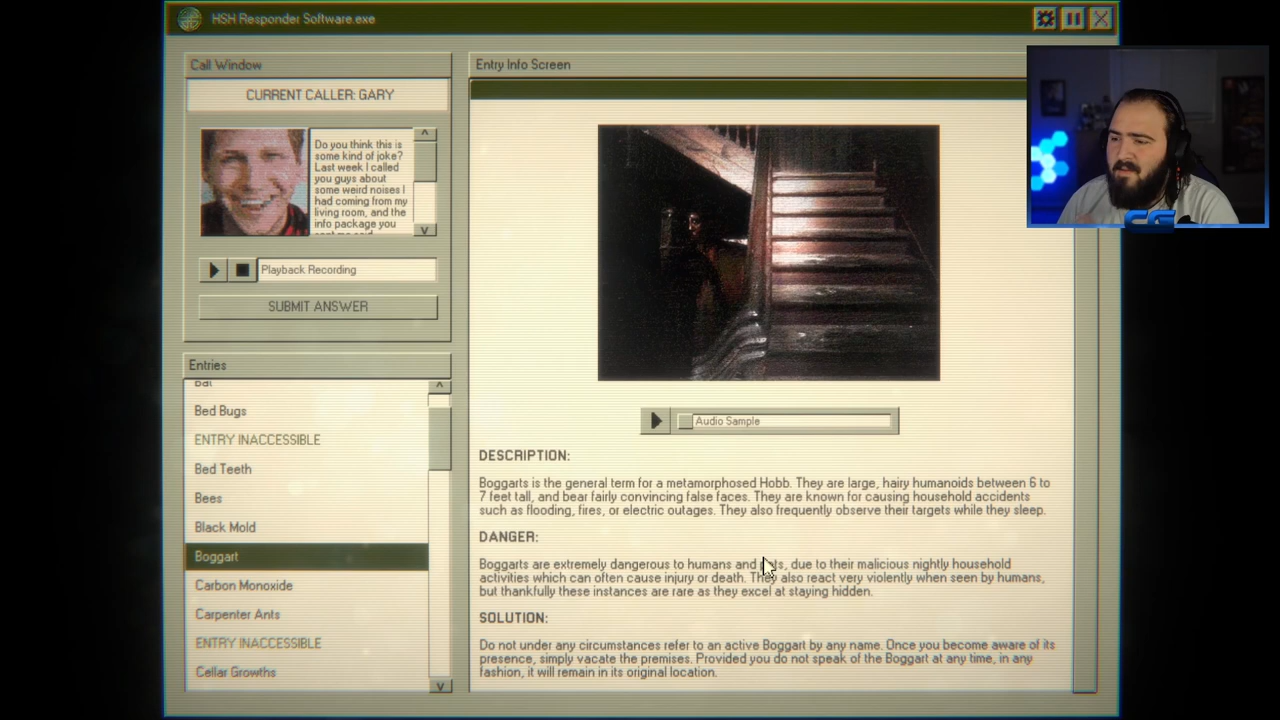 HSH Responder Software.exe
Call Window
CURRENT CALLER: GARY
Do you think this is
some kind of joke?
Last week I called
you guys about
some weird noises I
had coming from my
living room, and the
info package you
Playback Recording
SUBMIT ANSWER
Entries
Bat
Bed Bugs
ENTRY INACCESSIBLE
Bed Teeth
Bees
Black Mold
Boggart
Carbon Monoxide
Carpenter Ants
ENTRY INACCESSIBLE
Cellar Growths
Entry Info Screen
Audio Sample
DESCRIPTION:
Boggarts is the general term for a metamorphosed Hobb. They are large, hairy humanoids between 6 to
7 feet tall, and bear fairly convincing false faces. They are known for causing household accidents
such as flooding, fires, or electric outages. They also frequently observe their targets while they sleep.
DANGER:
Boggarts are extremely dangerous to humans and due to their malicious nightly household
activities which can often cause injury or death. They also react very violently when seen by humans,
but thankfully these instances are rare as they excel at staying hidden.
SOLUTION:
Do not under any circumstances refer to an active Boggart by any name. Once you become aware of its
presence, simply vacate the premises. Provided you do not speak of the Boggart at any time, in any
fashion, it will remain in its original location.
CG